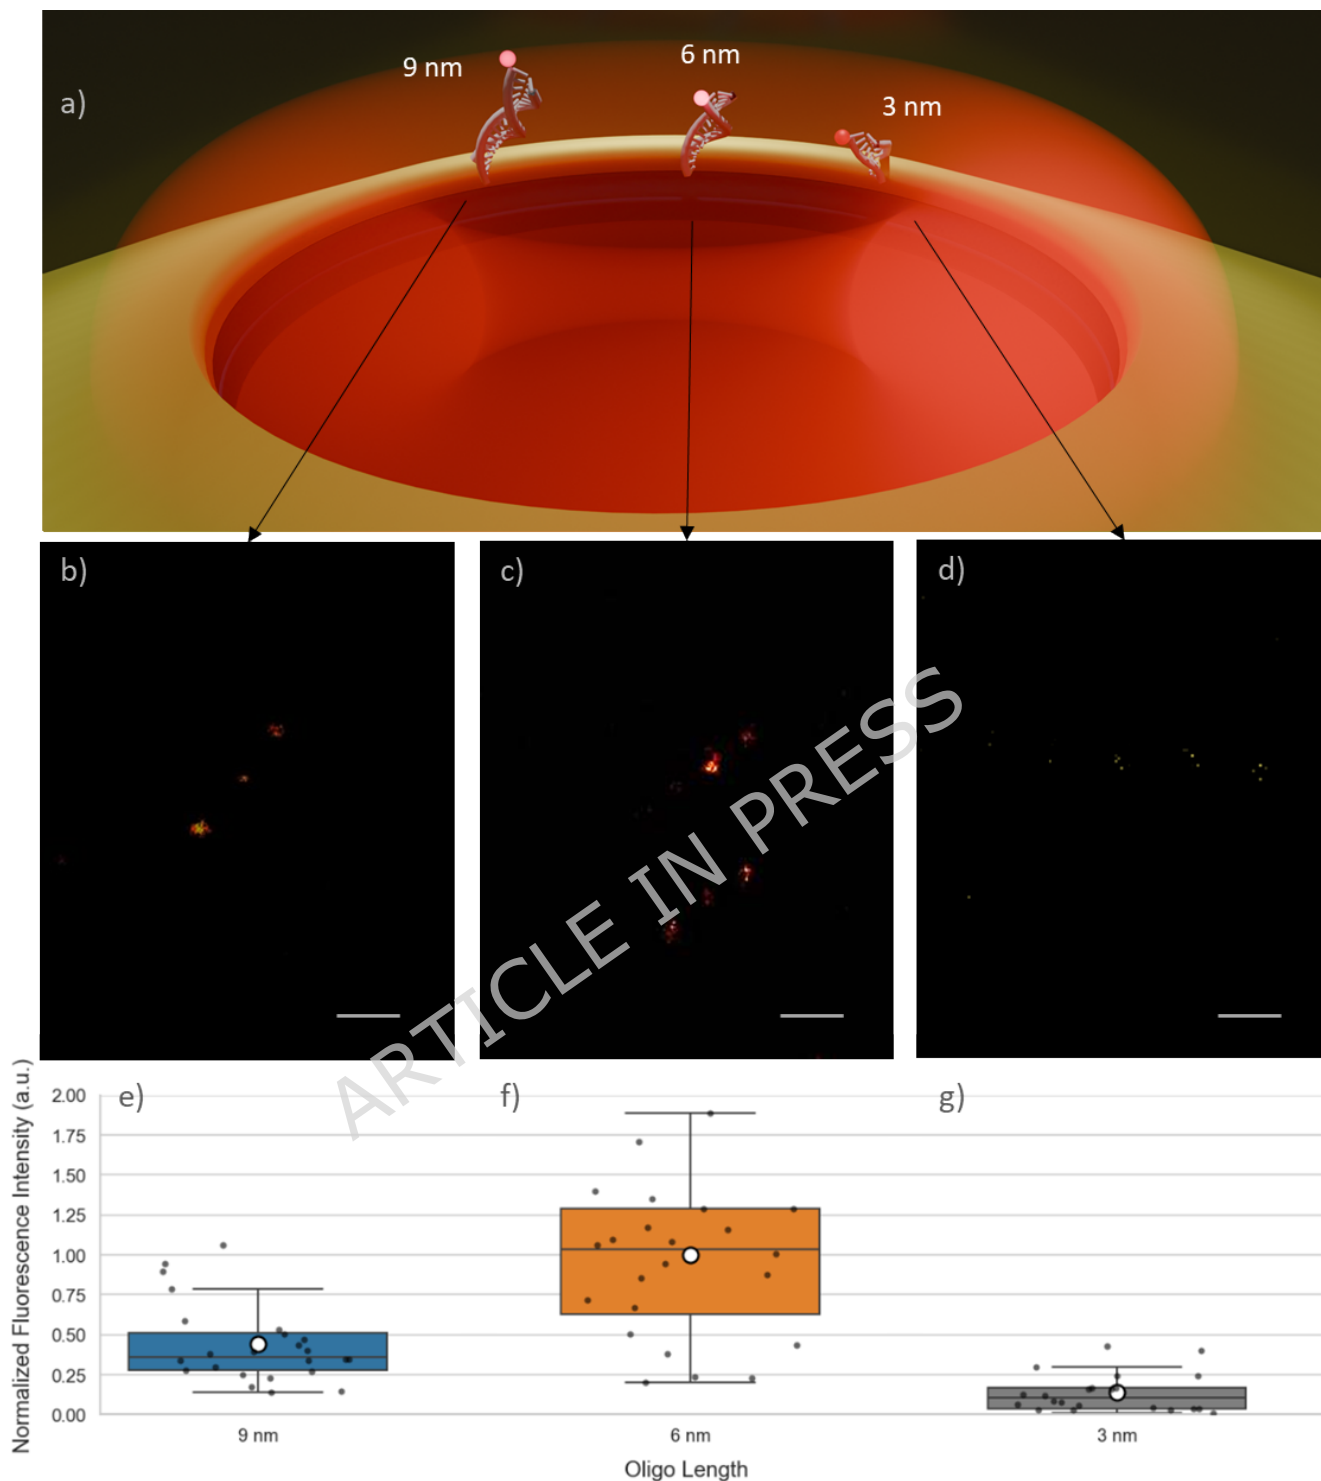 a)
9 nm
6 nm
3 nm
b)
c)
d)
ARTICLE IN PRESS
e)
f)
g)
Normalized Fluorescence Intensity (a.u.)
2.00
1.75
1.50
1.25
1.00
0.75
0.50
0.25
0.00
9 nm
6 nm
3 nm
Oligo Length